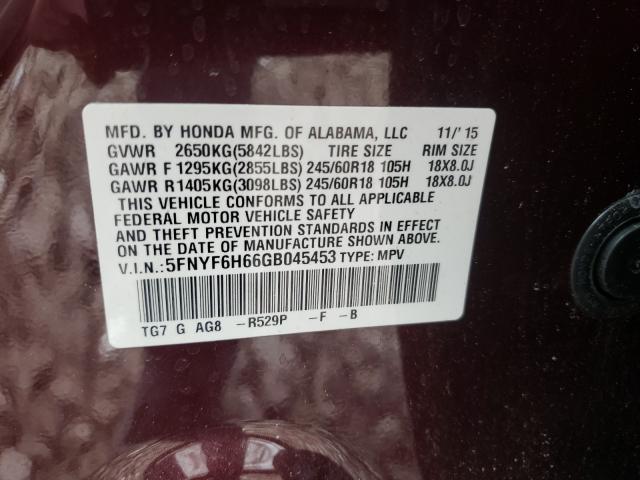 MFD. BY HONDA MFG. OF ALABAMA, LLC 11/'15
GVWR 2650KG(5842LBS) TIRE SIZE RIM SIZE
GAWR F 1295KG(2855LBS) 245/60R18 105H 18X8.0J
GAWR R 1405KG(3098LBS) 245/60R18 105H 18X8.0J
THIS VEHICLE CONFORMS TO ALL APPLICABLE
FEDERAL MOTOR VEHICLE SAFETY
AND THEFT PREVENTION STANDARDS IN EFFECT
ON THE DATE OF MANUFACTURE SHOWN ABOVE.
V.I.N.:5FNYF6H66GB045453 TYPE: MPV
TG7 G AG8 -R529P -F -B